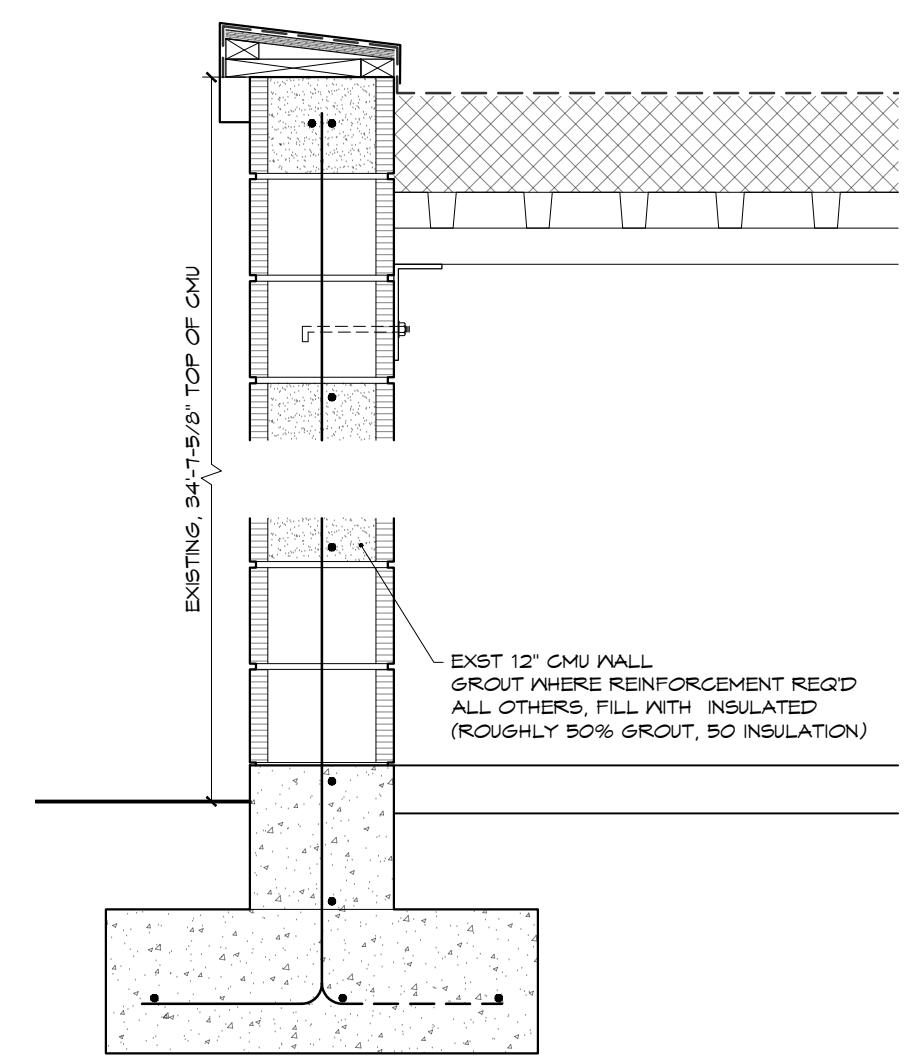 EXISTING, 34'-7-5/8" TOP OF CMU
EXST 12" CMU WALL
GROUT WHERE REINFORCEMENT REQ'D
ALL OTHERS, FILL WITH INSULATED
(ROUGHLY 50% GROUT, 50 INSULATION)